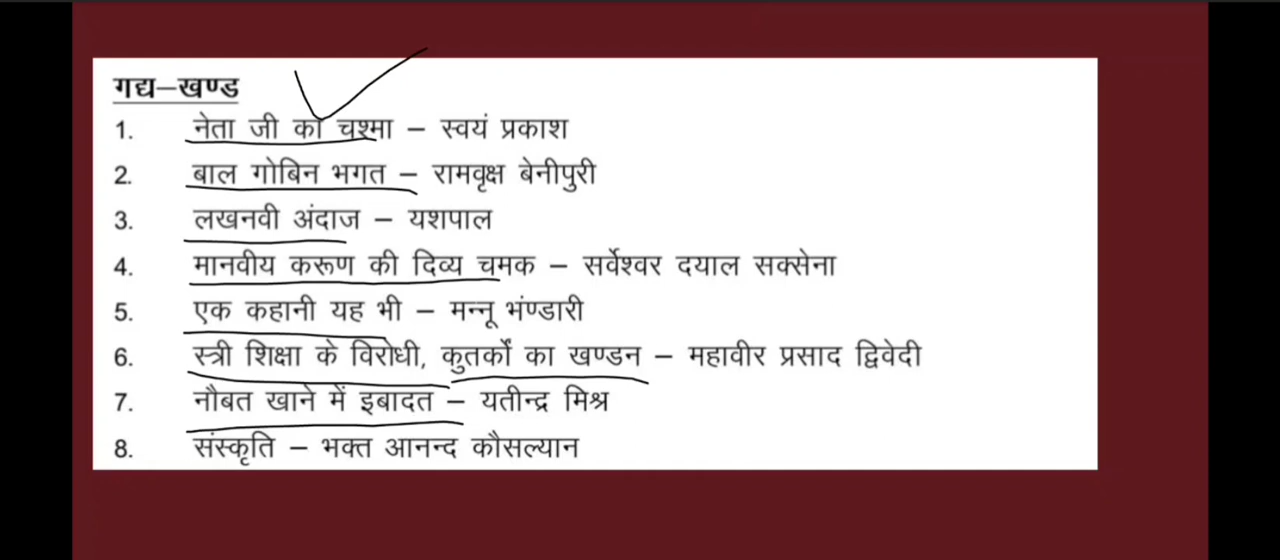 गद्य–खण्ड
1. नेता जी का चश्मा – स्वयं प्रकाश
2. बाल गोबिन भगत – रामवृक्ष बेनीपुरी
3. लखनवी अंदाज – यशपाल
4. मानवीय करूण की दिव्य चमक – सर्वेश्वर दयाल सक्सेना
5. एक कहानी यह भी – मन्नू भंण्डारी
6. स्त्री शिक्षा के विरोधी, कुतर्कों का खण्डन – महावीर प्रसाद द्विवेदी
7. नौबत खाने में इबादत – यतीन्द्र मिश्र
8. संस्कृति – भक्त आनन्द कौसल्यान